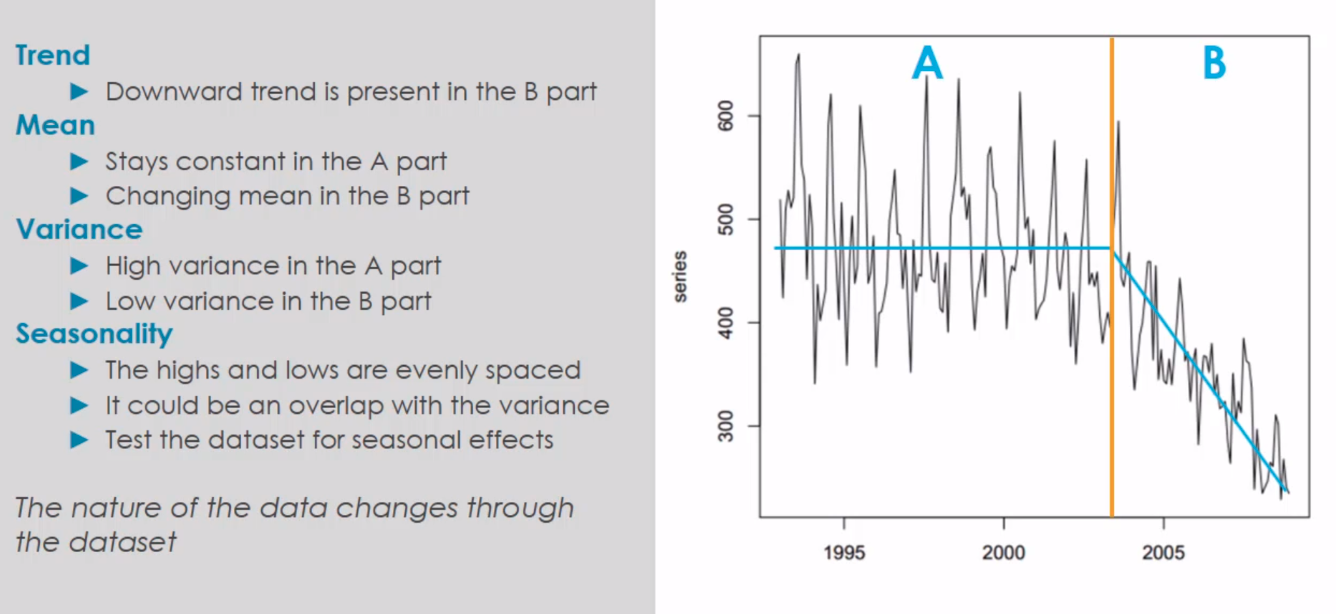 Trend
► Downward trend is present in the B part
Mean
► Stays constant in the A part
► Changing mean in the B part
Variance
► High variance in the A part
► Low variance in the B part
Seasonality
► The highs and lows are evenly spaced
► It could be an overlap with the variance
► Test the dataset for seasonal effects
The nature of the data changes through
the dataset
A
B
series
600
500
400
300
1995
2000
2005